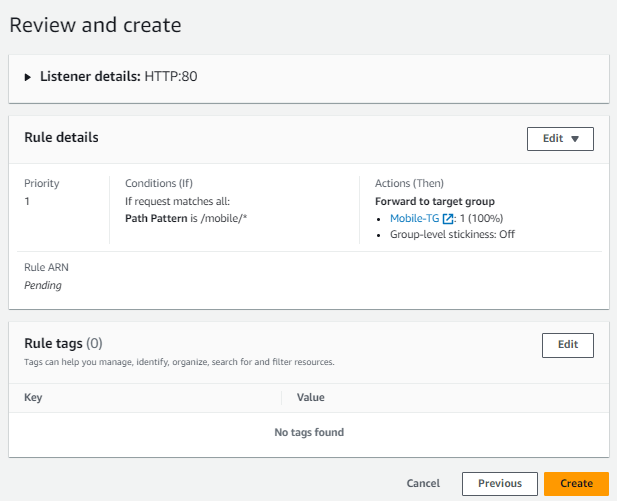 Review and create
Listener details: HTTP:80
Rule details
Edit
Priority
1
Conditions (If)
If request matches all:
Path Pattern is /mobile/*
Actions (Then)
Forward to target group
Mobile-TG: 1 (100%)
Group-level stickiness: Off
Rule ARN
Pending
Rule tags (0)
Tags can help you manage, identify, organize, search for and filter resources.
Edit
Key Value
No tags found
Cancel Previous Create